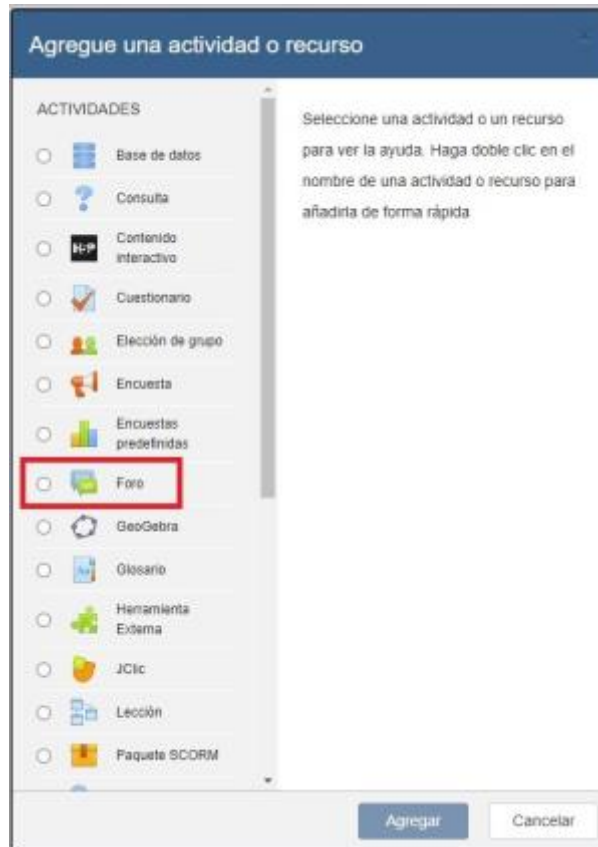 Agregue una actividad o recurso
ACTIVIDADES
Base de datos
Consulta
H-P
Contenido
interactivo
Cuestionario
Elección de grupo
Encuesta
Encuestas
predefinidas
Foro
GeoGebra
Glosario
Herramienta
Externa
JClic
Lección
Paquete SCORM
Seleccione una actividad o un recurso
para ver la ayuda. Haga doble clic en el
nombre de una actividad o recurso para
añadirla de forma rápida
Agregar
Cancelar